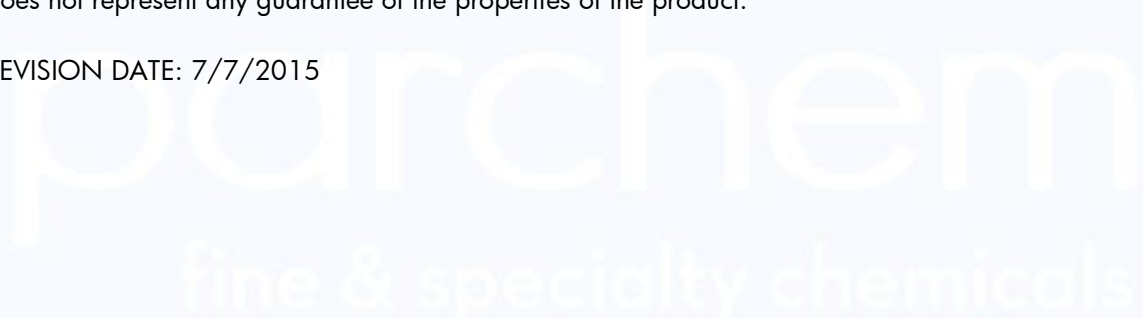 oes not represent any guarantee of the properties of the product.
EVISION DATE: 7/7/2015
parchem
fine & specialty chemicals